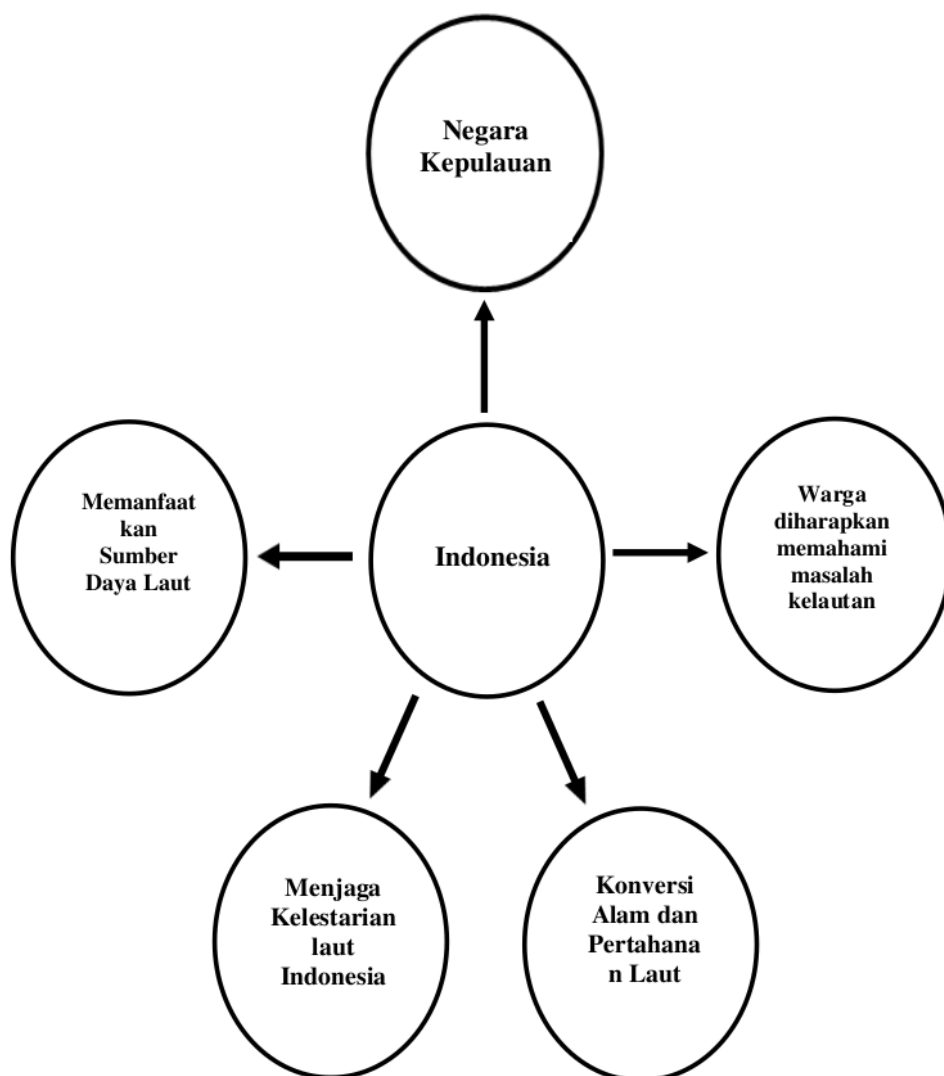 Negara
Kepulauan
Memanfaat
kan
Sumber
Daya Laut
Indonesia
Warga
diharapkan
memahami
masalah
kelautan
Menjaga
Kelestarian
laut
Indonesia
Konversi
Alam dan
Pertahana
n Laut